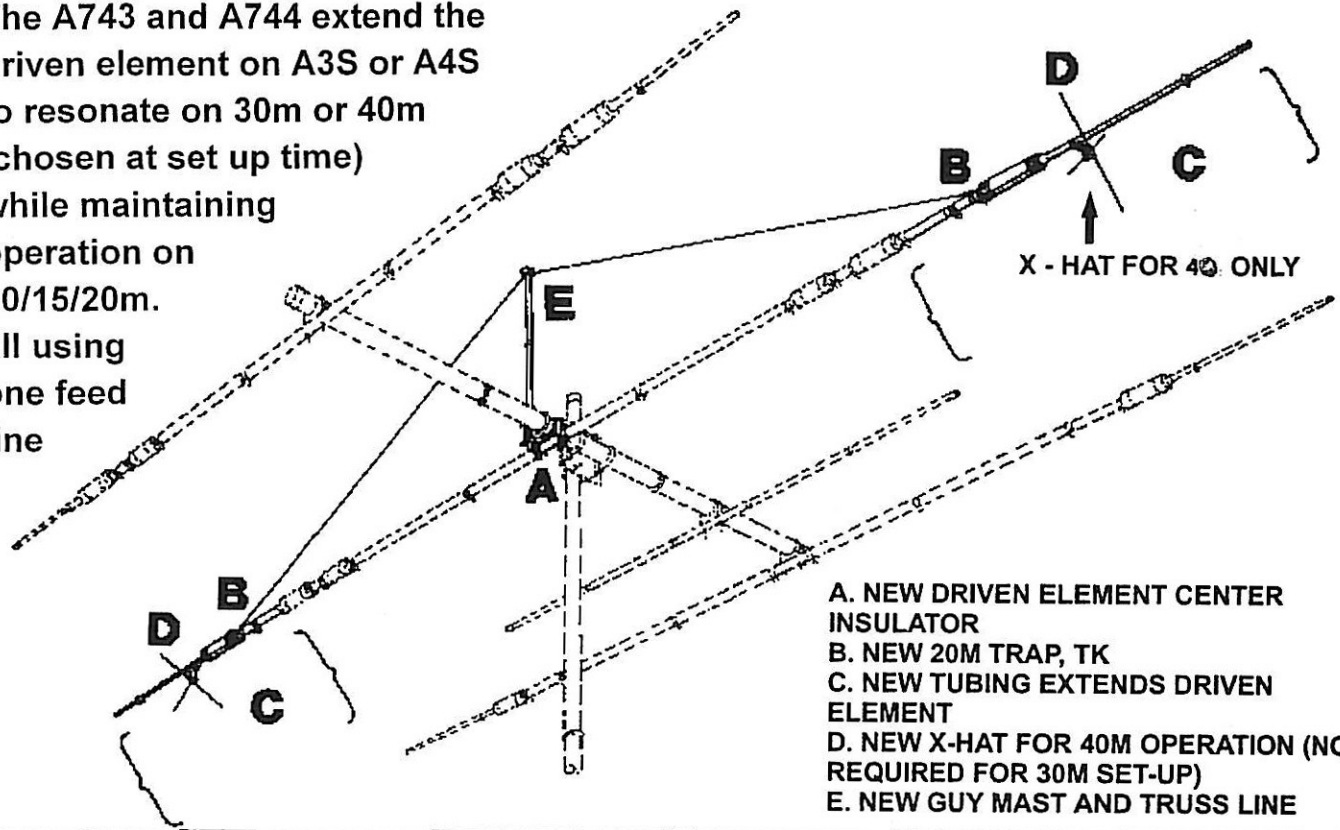 he A743 and A744 extend the
riven element on A3S or A4S
o resonate on 30m or 40m
chosen at set up time)
while maintaining
operation on
0/15/20m.
ll using
one feed
ine
D
B
C
X - HAT FOR 40 ONLY
E
A
B
D
C
A. NEW DRIVEN ELEMENT CENTER
INSULATOR
B. NEW 20M TRAP, TK
C. NEW TUBING EXTENDS DRIVEN
ELEMENT
D. NEW X-HAT FOR 40M OPERATION (NO
REQUIRED FOR 30M SET-UP)
E. NEW GUY MAST AND TRUSS LINE